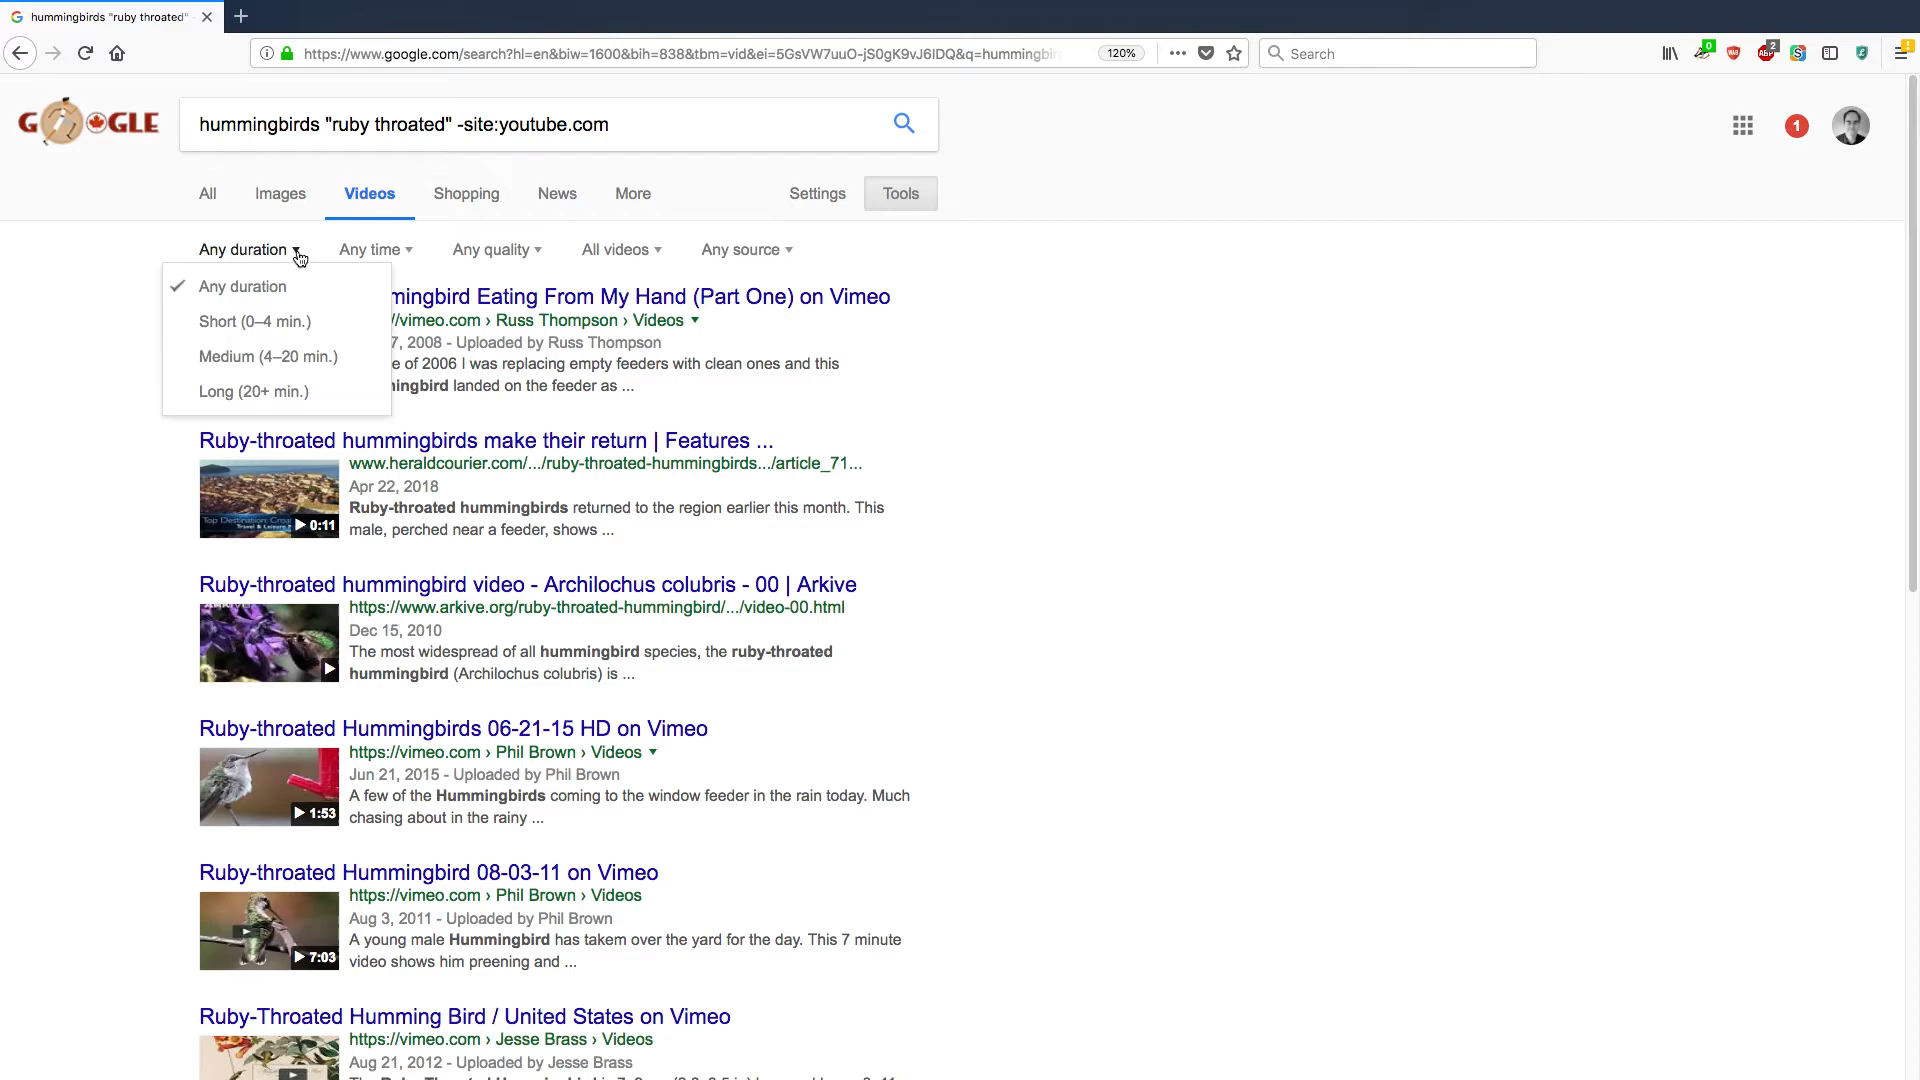 hummingbirds "ruby throated"
https://www.google.com/search?hl=en&biw=1600&bih=838&tbm=vid&ei=5GsVW7uuO-jS0gK9vJ6IDQ&q=hummingbir
120%
Search
0
2
ABP
GOOGLE
hummingbirds "ruby throated" -site:youtube.com
1
All Images Videos Shopping News More Settings Tools
Any duration Any time Any quality All videos Any source
Any duration
Short (0–4 min.)
Medium (4–20 min.)
Long (20+ min.)
mingbird Eating From My Hand (Part One) on Vimeo
//vimeo.com › Russ Thompson › Videos
7, 2008 - Uploaded by Russ Thompson
e of 2006 I was replacing empty feeders with clean ones and this
ingbird landed on the feeder as ...
Ruby-throated hummingbirds make their return | Features ...
www.heraldcourier.com/.../ruby-throated-hummingbirds.../article_71...
Apr 22, 2018
Ruby-throated hummingbirds returned to the region earlier this month. This
male, perched near a feeder, shows ...
Top Destination: Croa
Travel & Leisure
0:11
Ruby-throated hummingbird video - Archilochus colubris - 00 | Arkive
https://www.arkive.org/ruby-throated-hummingbird/.../video-00.html
Dec 15, 2010
The most widespread of all hummingbird species, the ruby-throated
hummingbird (Archilochus colubris) is ...
Ruby-throated Hummingbirds 06-21-15 HD on Vimeo
https://vimeo.com › Phil Brown › Videos
Jun 21, 2015 - Uploaded by Phil Brown
A few of the Hummingbirds coming to the window feeder in the rain today. Much
chasing about in the rainy ...
1:53
Ruby-throated Hummingbird 08-03-11 on Vimeo
https://vimeo.com › Phil Brown › Videos
Aug 3, 2011 - Uploaded by Phil Brown
A young male Hummingbird has takem over the yard for the day. This 7 minute
video shows him preening and ...
7:03
Ruby-Throated Humming Bird / United States on Vimeo
https://vimeo.com › Jesse Brass › Videos
Aug 21, 2012 - Uploaded by Jesse Brass